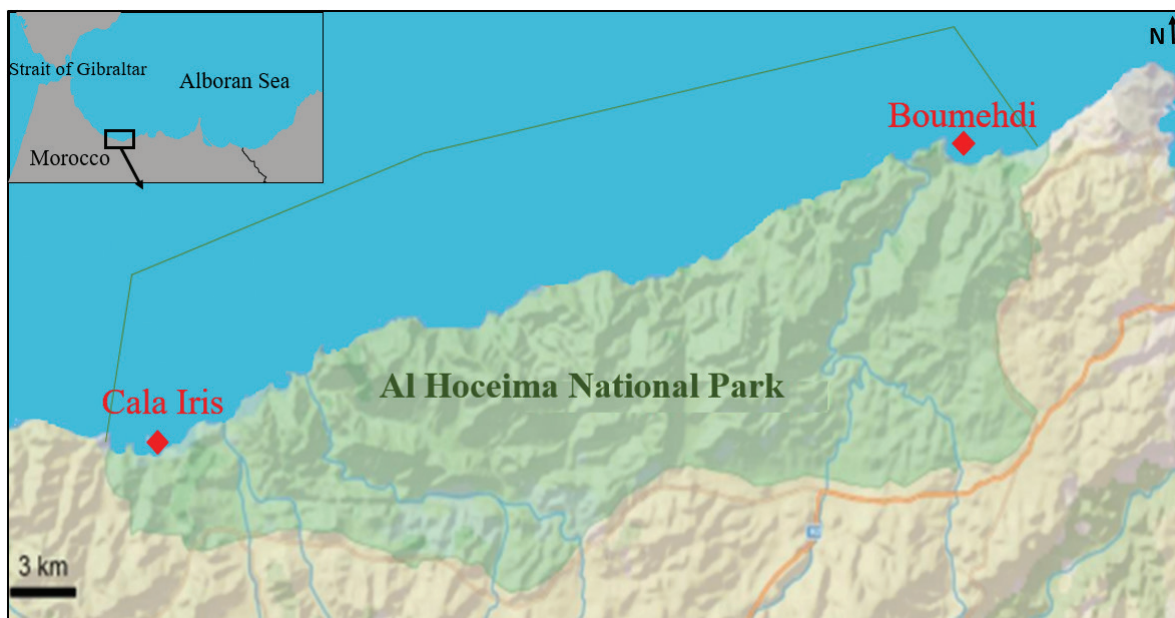 Strait of Gibraltar
Alboran Sea
Morocco
N
Boumehdi
Al Hoceima National Park
Cala Iris
3 km